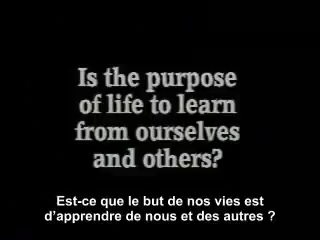 Is the purpose
of life to learn
from ourselves
and others?
Est-ce que le but de nos vies est
d'apprendre de nous et des autres ?